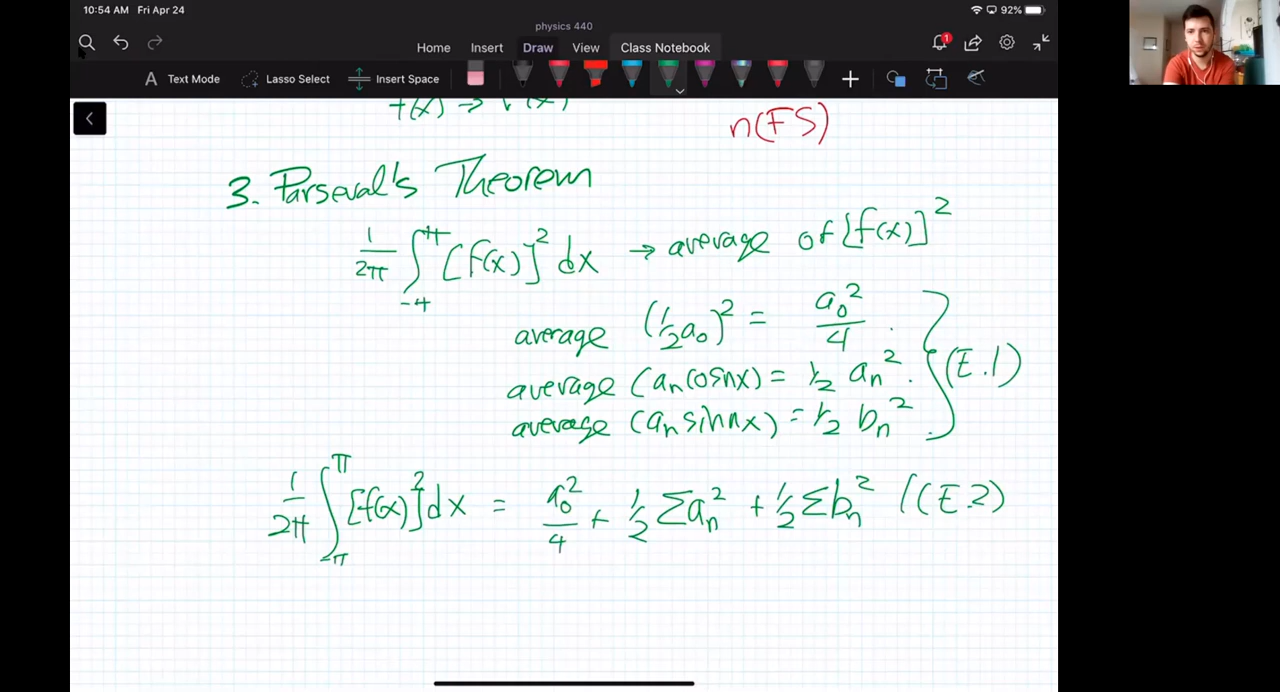 10:54 AM Fri Apr 24
92%
physics 440
Home Insert Draw View Class Notebook
1
Text Mode Lasso Select Insert Space
n(FS)
3. Parseval's Theorem
1/2π ∫_{-π}^{π} [f(x)]² dx → average of [f(x)]²
average (½a₀)² = a₀²/4
average (aₙcosnx) = ½ aₙ² (E.1)
average (aₙsinnx) = ½ bₙ²
1/2π ∫_{-π}^{π} [f(x)]² dx = a₀²/4 + ½ Σaₙ² + ½ Σbₙ² (E.2)